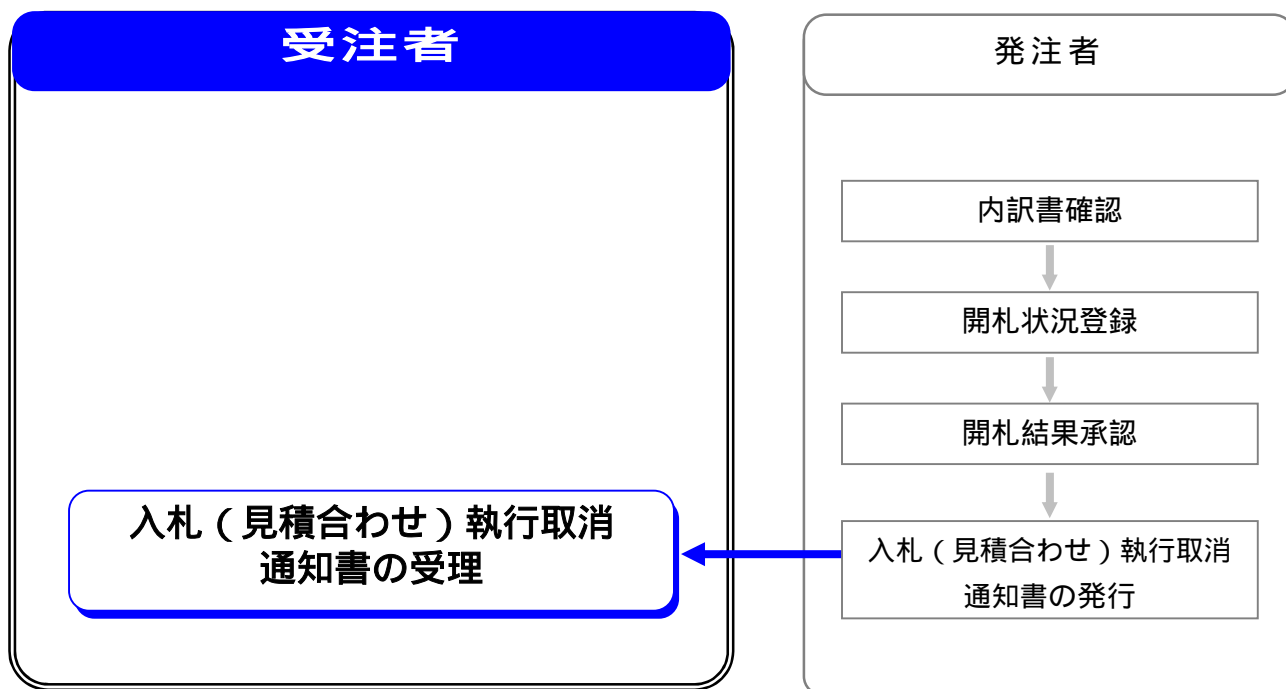 受注者
発注者
内訳書確認
開札状況登録
開札結果承認
入札（見積合わせ）執行取消
通知書の発行
入札（見積合わせ）執行取消
通知書の受理